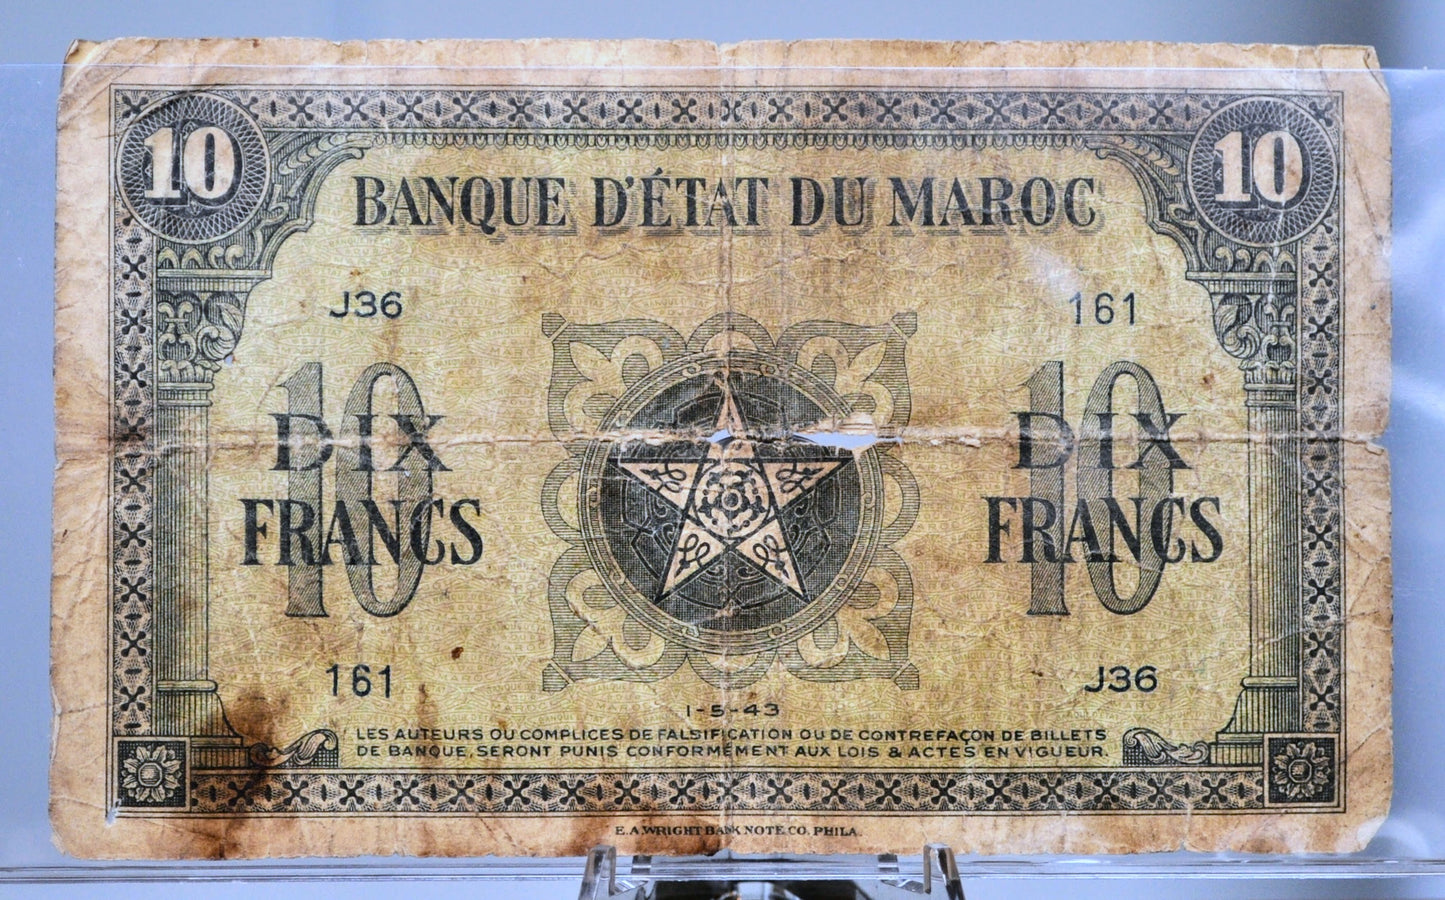 10 10
BANQUE D'ÉTAT DU MAROC
J36 161
10 10
DIX DIX
FRANCS FRANCS
161 J36
1-5-43
LES AUTEURS OU COMPLICES DE FALSIFICATION OU DE CONTREFAÇON DE BILLETS
DE BANQUE, SERONT PUNIS CONFORMÉMENT AUX LOIS & ACTES EN VIGUEUR.
E.A.WRIGHT BANK NOTE CO. PHILA.